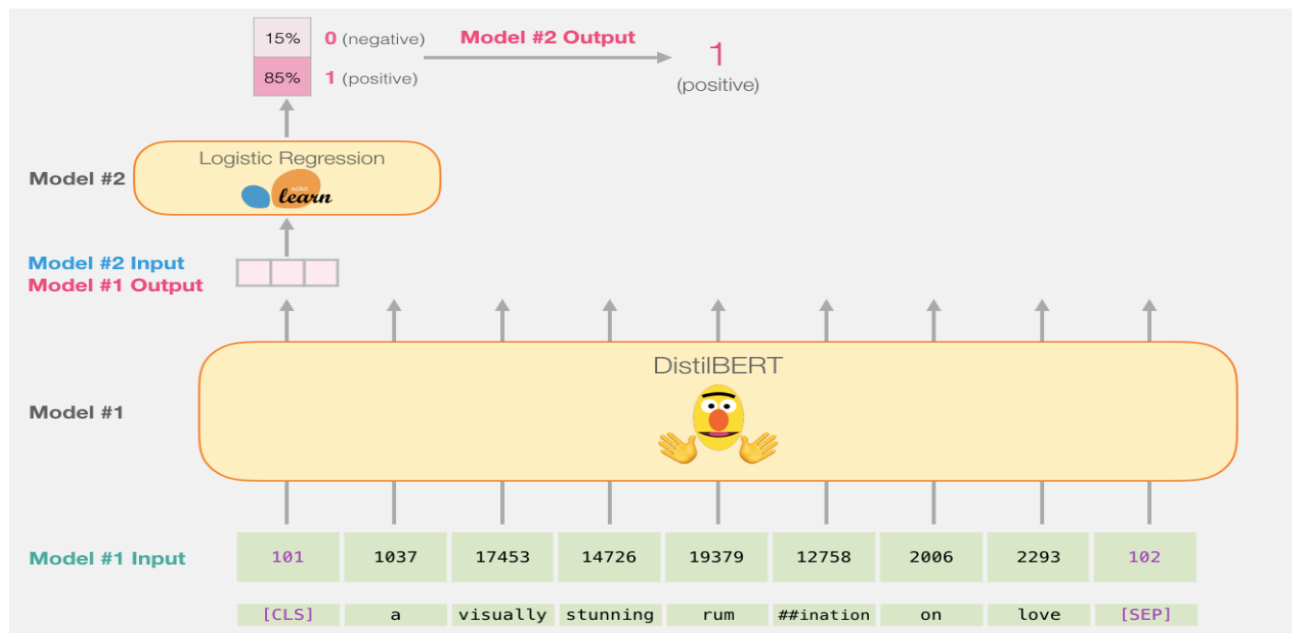 15% 0 (negative) Model #2 Output 1
85% 1 (positive) (positive)
Logistic Regression
Model #2
learn
Model #2 Input
Model #1 Output
DistilBERT
Model #1
Model #1 Input 101 1037 17453 14726 19379 12758 2006 2293 102
[CLS] a visually stunning rum ##ination on love [SEP]